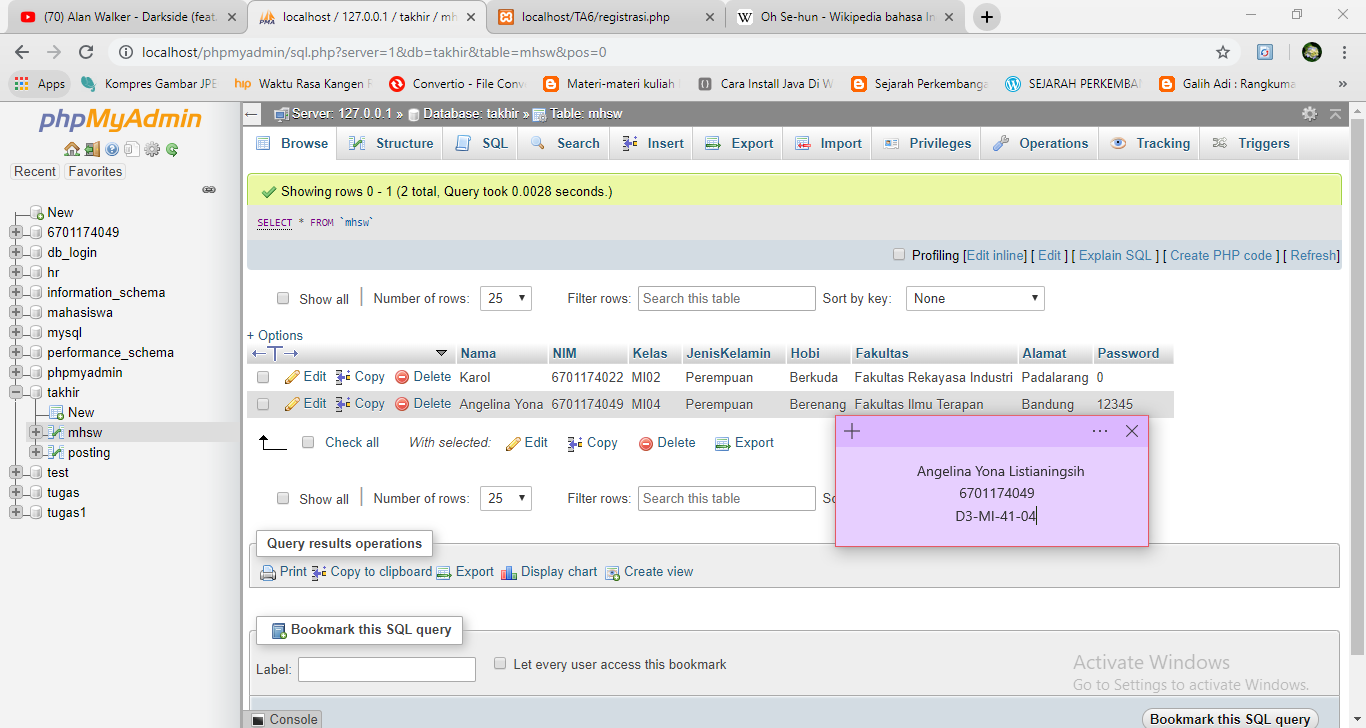 (70) Alan Walker - Darkside (feat.
localhost / 127.0.0.1 / takhir / mh
localhost/TA6/registrasi.php
Oh Se-hun - Wikipedia bahasa In
localhost/phpmyadmin/sql.php?server=1&db=takhir&table=mhsw&pos=0
Apps
Kompres Gambar JPE
Waktu Rasa Kangen F
Convertio - File Conv
Materi-materi kuliah
Cara Install Java Di W
Sejarah Perkembanga
SEJARAH PERKEMBA
Galih Adi : Rangkuma
phpMyAdmin
Recent Favorites
New
6701174049
db_login
hr
information_schema
mahasiswa
mysql
performance_schema
phpmyadmin
takhir
New
mhsw
posting
test
tugas
tugas1
Server: 127.0.0.1 » Database: takhir » Table: mhsw
Browse Structure SQL Search Insert Export Import Privileges Operations Tracking Triggers
Showing rows 0 - 1 (2 total, Query took 0.0028 seconds.)
SELECT * FROM `mhsw`
Profiling [Edit inline] [ Edit ] [ Explain SQL ] [ Create PHP code ] [ Refresh]
Show all Number of rows: 25 Filter rows: Search this table Sort by key: None
+ Options
Nama NIM Kelas JenisKelamin Hobi Fakultas Alamat Password
Edit Copy Delete Karol 6701174022 MI02 Perempuan Berkuda Fakultas Rekayasa Industri Padalarang 0
Edit Copy Delete Angelina Yona 6701174049 MI04 Perempuan Berenang Fakultas Ilmu Terapan Bandung 12345
Check all With selected: Edit Copy Delete Export
Show all Number of rows: 25 Filter rows: Search this table So
Angelina Yona Listianingsih
6701174049
D3-MI-41-04
Query results operations
Print Copy to clipboard Export Display chart Create view
Bookmark this SQL query
Label: Let every user access this bookmark
Activate Windows
Go to Settings to activate Windows.
Console
Bookmark this SQL query